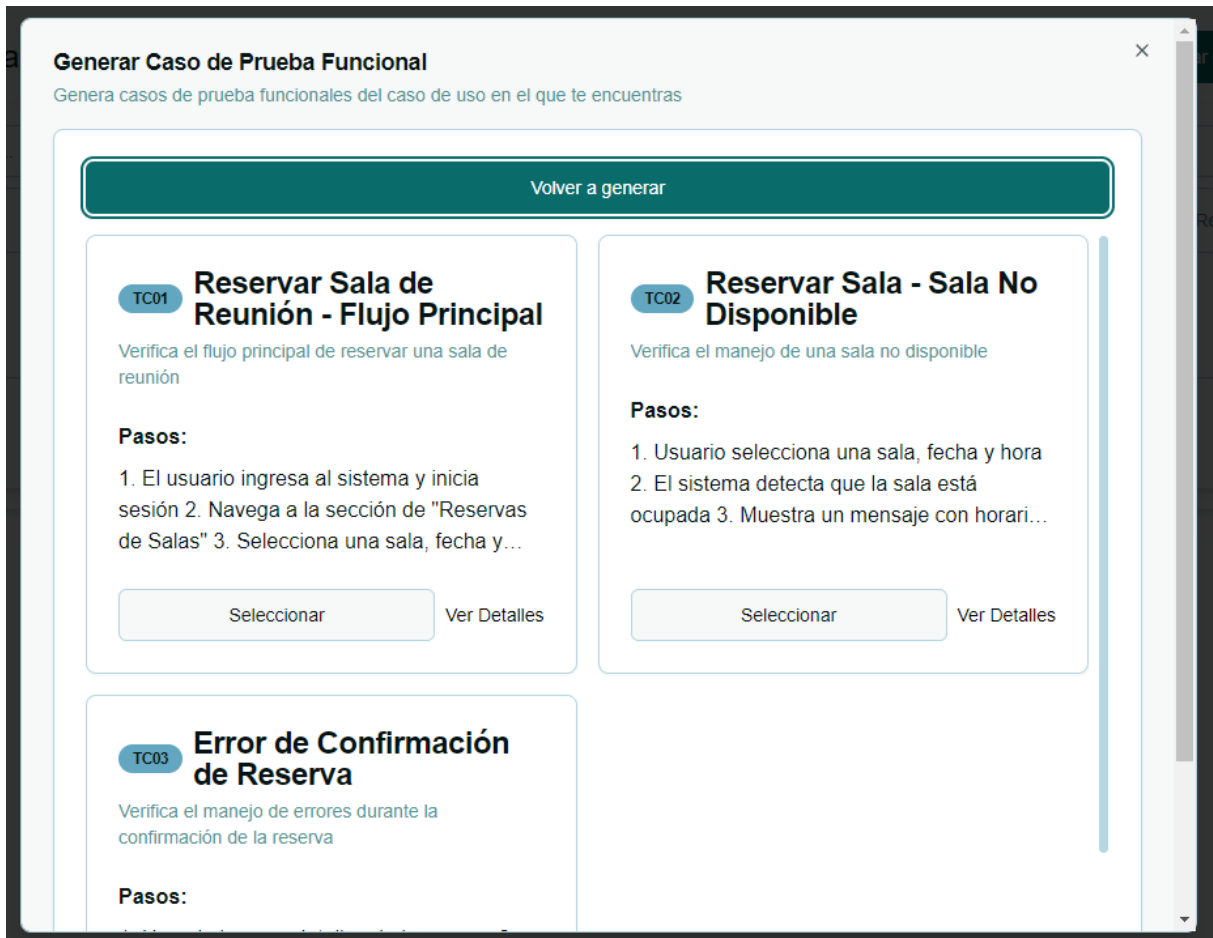 Generar Caso de Prueba Funcional
Genera casos de prueba funcionales del caso de uso en el que te encuentras
Volver a generar
TC01
Reservar Sala de
Reunión - Flujo Principal
Verifica el flujo principal de reservar una sala de
reunión
Pasos:
1. El usuario ingresa al sistema y inicia
sesión 2. Navega a la sección de "Reservas
de Salas" 3. Selecciona una sala, fecha y...
Seleccionar
Ver Detalles
TC02
Reservar Sala - Sala No
Disponible
Verifica el manejo de una sala no disponible
Pasos:
1. Usuario selecciona una sala, fecha y hora
2. El sistema detecta que la sala está
ocupada 3. Muestra un mensaje con horari...
Seleccionar
Ver Detalles
TC03
Error de Confirmación
de Reserva
Verifica el manejo de errores durante la
confirmación de la reserva
Pasos: